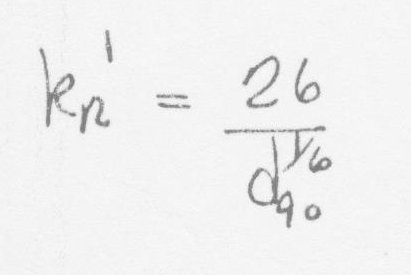 k_r' = 26 / d_90^{1/6}